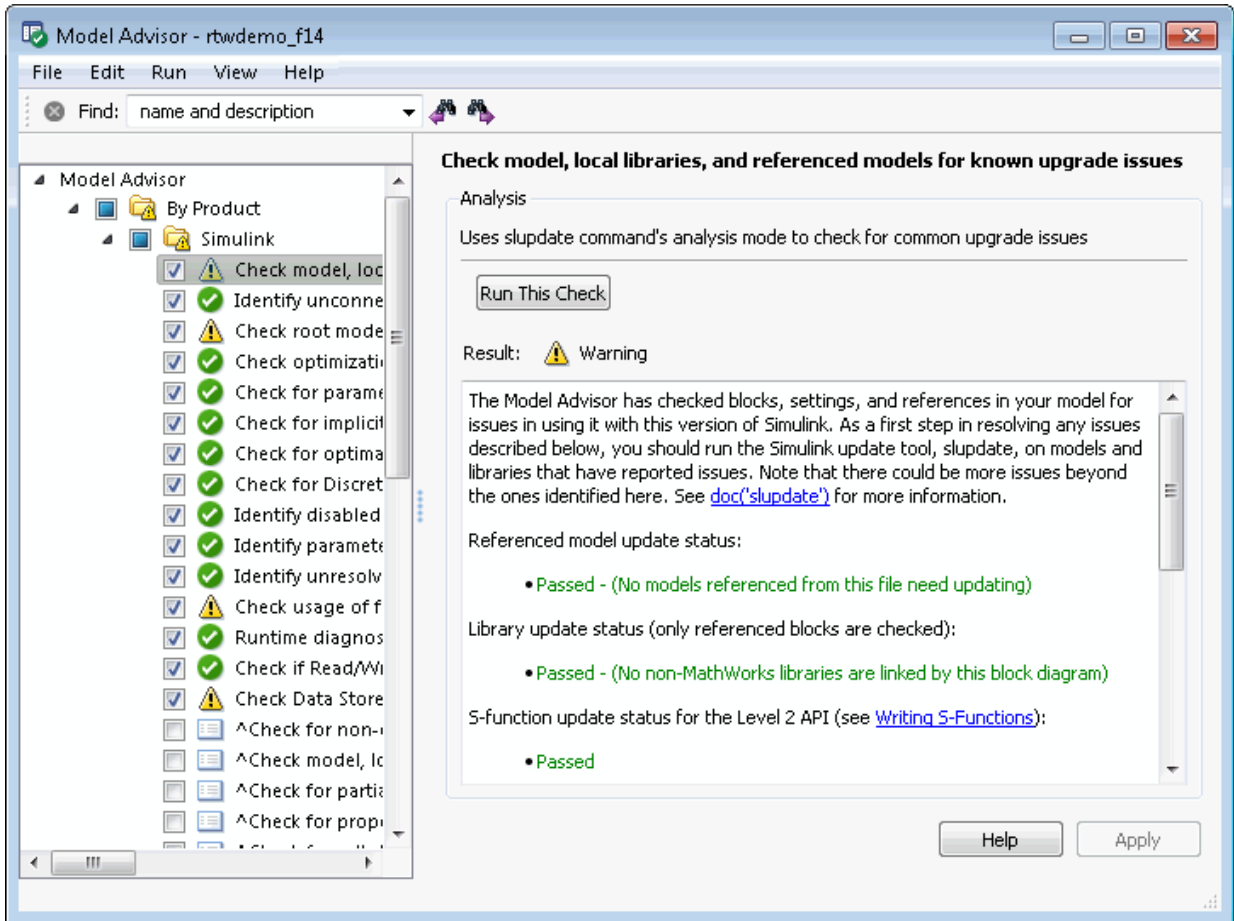 Model Advisor - rtwdemo_f14
File Edit Run View Help
Find: name and description
Model Advisor
By Product
Simulink
Check model, loc
Identify unconne
Check root mode
Check optimizati
Check for parame
Check for implicit
Check for optima
Check for Discret
Identify disabled
Identify paramete
Identify unresolv
Check usage of f
Runtime diagnos
Check if Read/Wri
Check Data Store
^Check for non-
^Check model, lo
^Check for partia
^Check for prope
Check model, local libraries, and referenced models for known upgrade issues
Analysis
Uses slupdate command's analysis mode to check for common upgrade issues
Run This Check
Result: Warning
The Model Advisor has checked blocks, settings, and references in your model for
issues in using it with this version of Simulink. As a first step in resolving any issues
described below, you should run the Simulink update tool, slupdate, on models and
libraries that have reported issues. Note that there could be more issues beyond
the ones identified here. See doc('slupdate') for more information.
Referenced model update status:
•Passed - (No models referenced from this file need updating)
Library update status (only referenced blocks are checked):
•Passed - (No non-MathWorks libraries are linked by this block diagram)
S-function update status for the Level 2 API (see Writing S-Functions):
•Passed
Help Apply